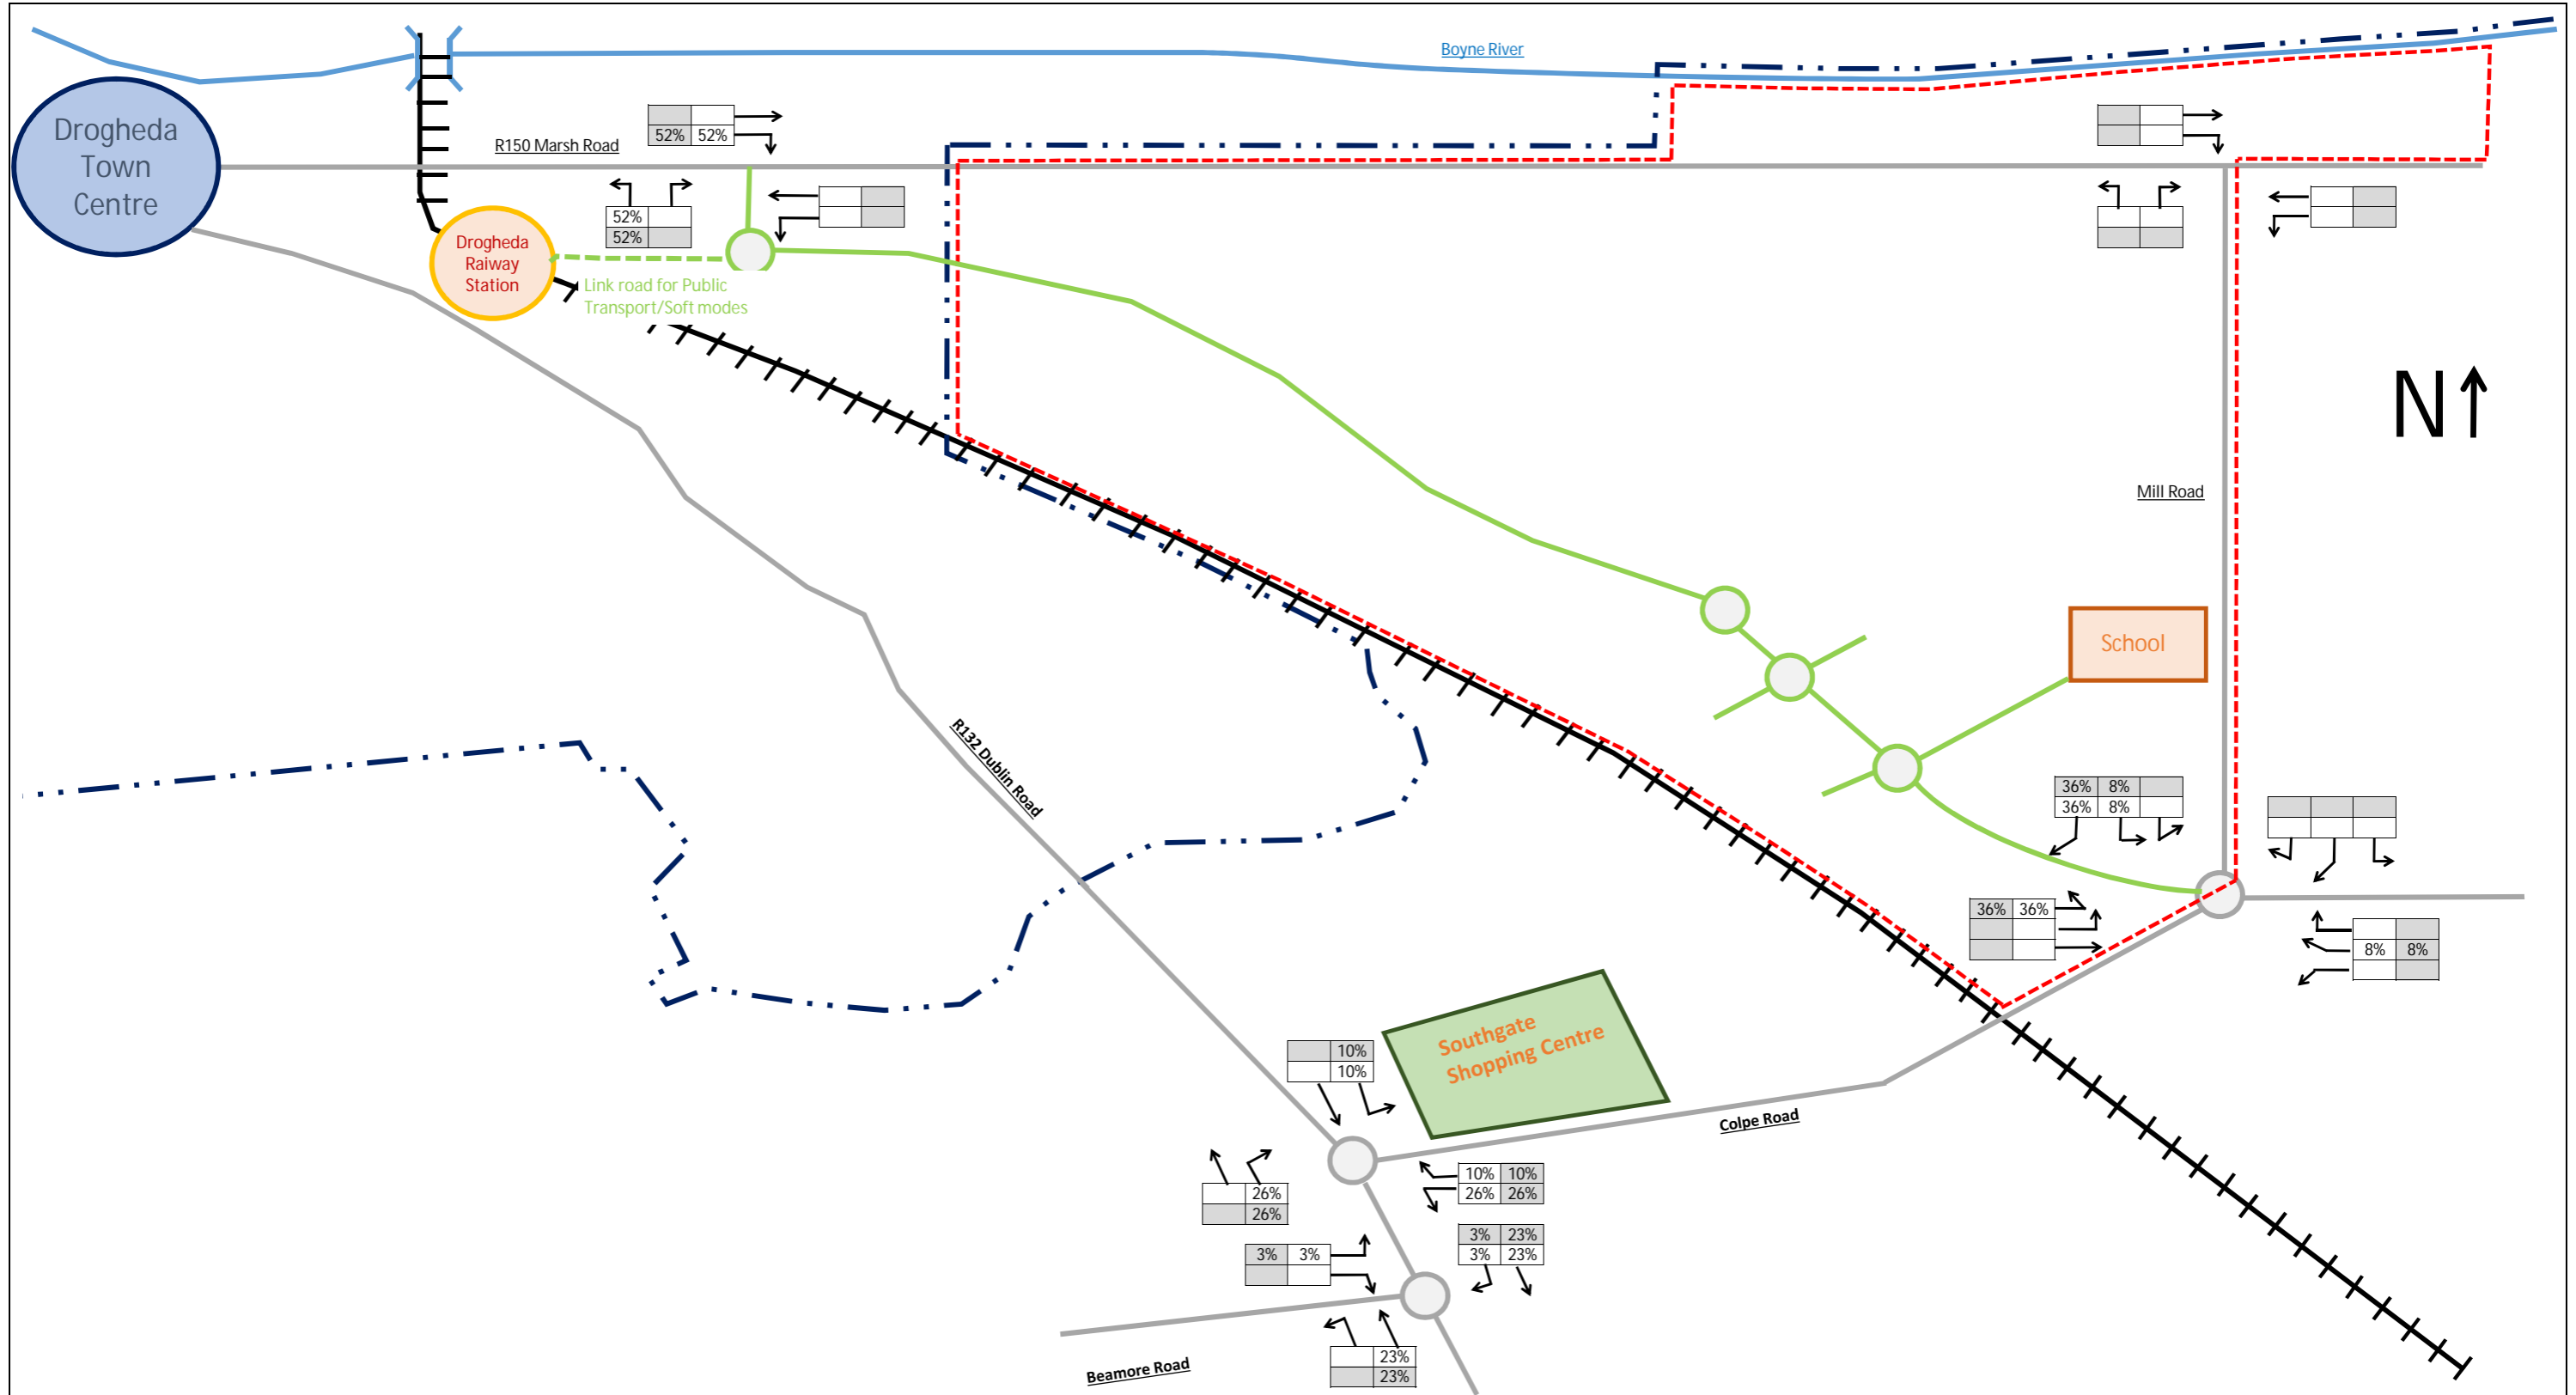 Boyne River
Drogheda
Town
Centre
R150 Marsh Road
52% 52%
52%
52%
Drogheda
Raiway
Station
Link road for Public
Transport/Soft modes
N
Mill Road
School
R132 Dublin Road
36% 8%
36% 8%
36% 36%
8% 8%
Southgate
Shopping Centre
10%
10%
Colpe Road
10% 10%
26% 26%
26%
26%
3% 23%
3% 23%
3% 3%
23%
23%
Beamore Road